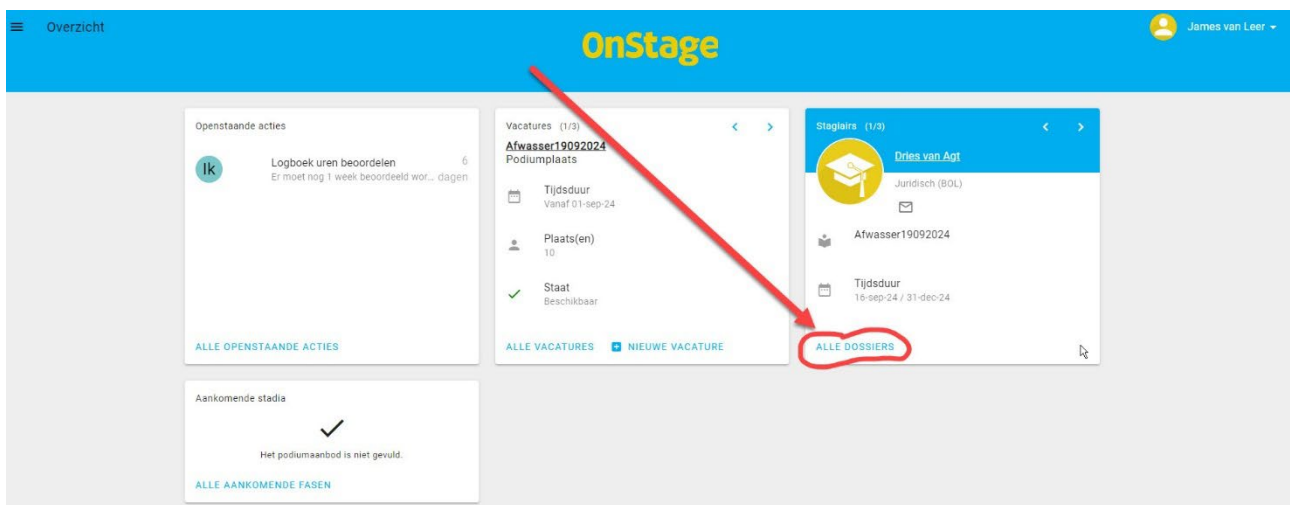 Overzicht
OnStage
James van Leer
Openstaande acties
lk
Logboek uren beoordelen
6
Er moet nog 1 week beoordeeld wor... dagen
ALLE OPENSTAANDE ACTIES
Vacatures (1/3)
Afwasser19092024
Podiumplaats
Tijdsduur
Vanaf 01-sep-24
Plaats(en)
10
Staat
Beschikbaar
ALLE VACATURES NIEUWE VACATURE
Stagiairs (1/3)
Dries van Agt
Juridisch (BOL)
Afwasser19092024
Tijdsduur
16-sep-24 / 31-dec-24
ALLE DOSSIERS
Aankomende stadia
Het podiumaanbod is niet gevuld.
ALLE AANKOMENDE FASEN